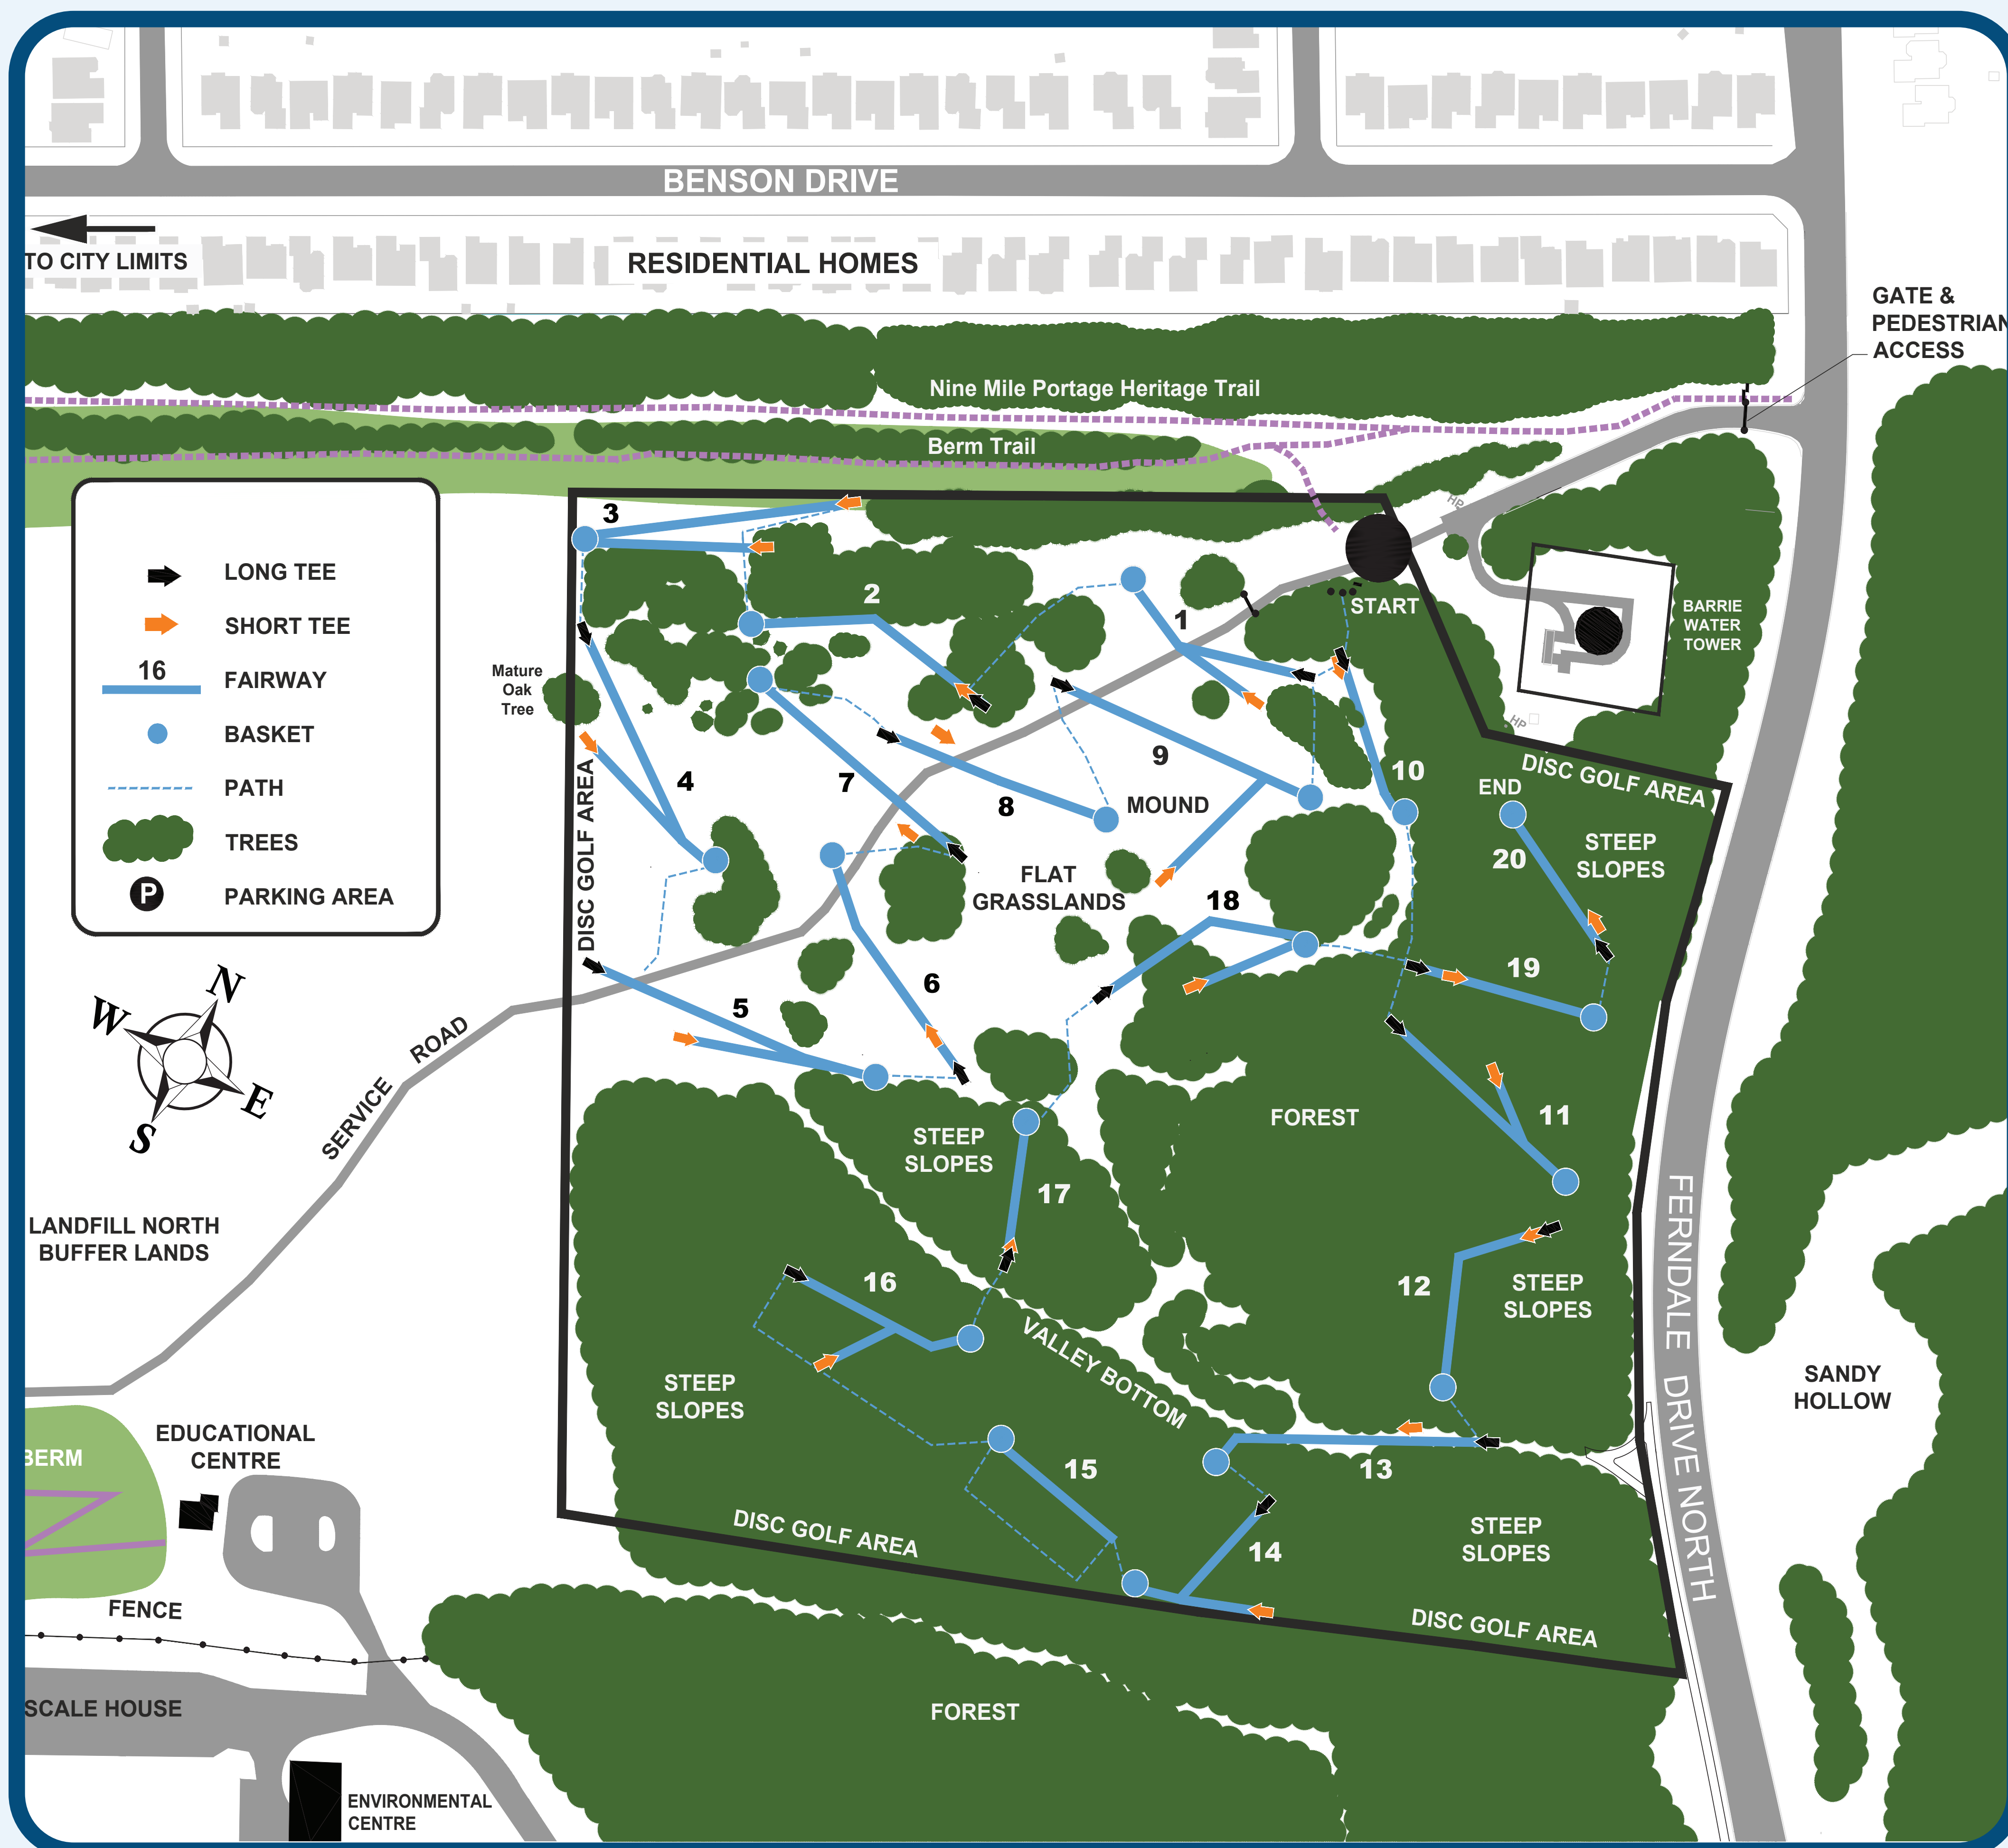 BENSON DRIVE
TO CITY LIMITS
RESIDENTIAL HOMES
GATE &
PEDESTRIAN
ACCESS
Nine Mile Portage Heritage Trail
Berm Trail
HP
START
BARRIE
WATER
TOWER
HP
LONG TEE
SHORT TEE
16
FAIRWAY
BASKET
PATH
TREES
P
PARKING AREA
Mature
Oak
Tree
3
2
1
4
7
8
9
10
MOUND
DISC GOLF AREA
END
DISC GOLF AREA
STEEP
SLOPES
20
FLAT
GRASSLANDS
18
19
6
5
N
W
E
S
SERVICE ROAD
FOREST
11
STEEP
SLOPES
17
LANDFILL NORTH
BUFFER LANDS
16
12
STEEP
SLOPES
VALLEY BOTTOM
STEEP
SLOPES
FERNDALE DRIVE NORTH
SANDY
HOLLOW
BERM
EDUCATIONAL
CENTRE
15
13
DISC GOLF AREA
14
STEEP
SLOPES
DISC GOLF AREA
FENCE
SCALE HOUSE
FOREST
ENVIRONMENTAL
CENTRE